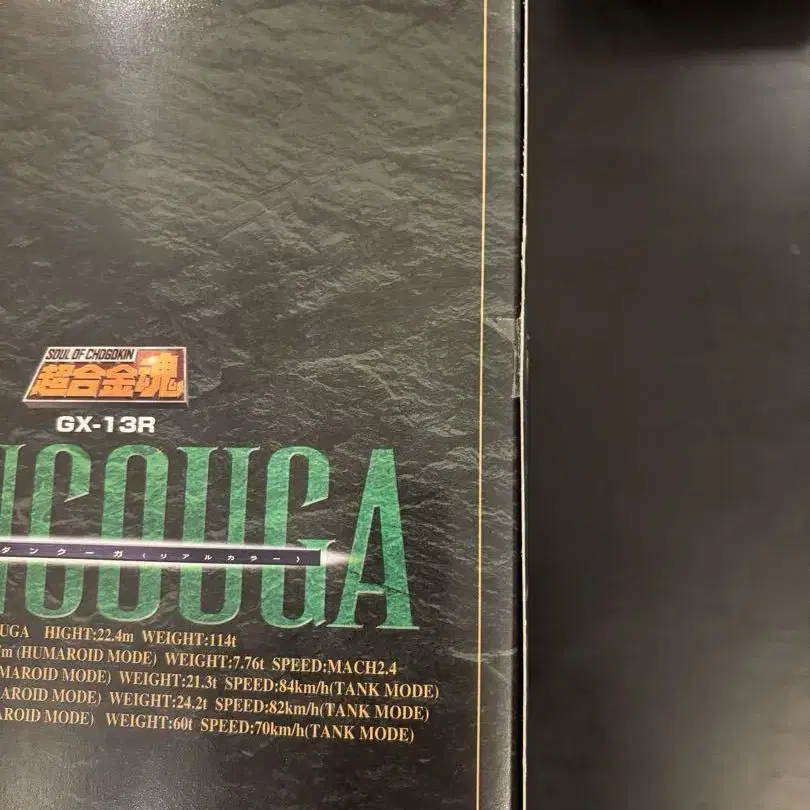 SOUL OF CHOGOKIN
超合金魂
GX-13R
NCOUGA
ダンクーガ(リアルカラー)
UGA HIGHT:22.4m WEIGHT:114t
m (HUMAROID MODE) WEIGHT:7.76t SPEED:MACH2.4
MAROID MODE) WEIGHT:21.3t SPEED:84km/h(TANK MODE)
MAROID MODE) WEIGHT:24.2t SPEED:82km/h(TANK MODE)
AROID MODE) WEIGHT:60t SPEED:70km/h(TANK MODE)